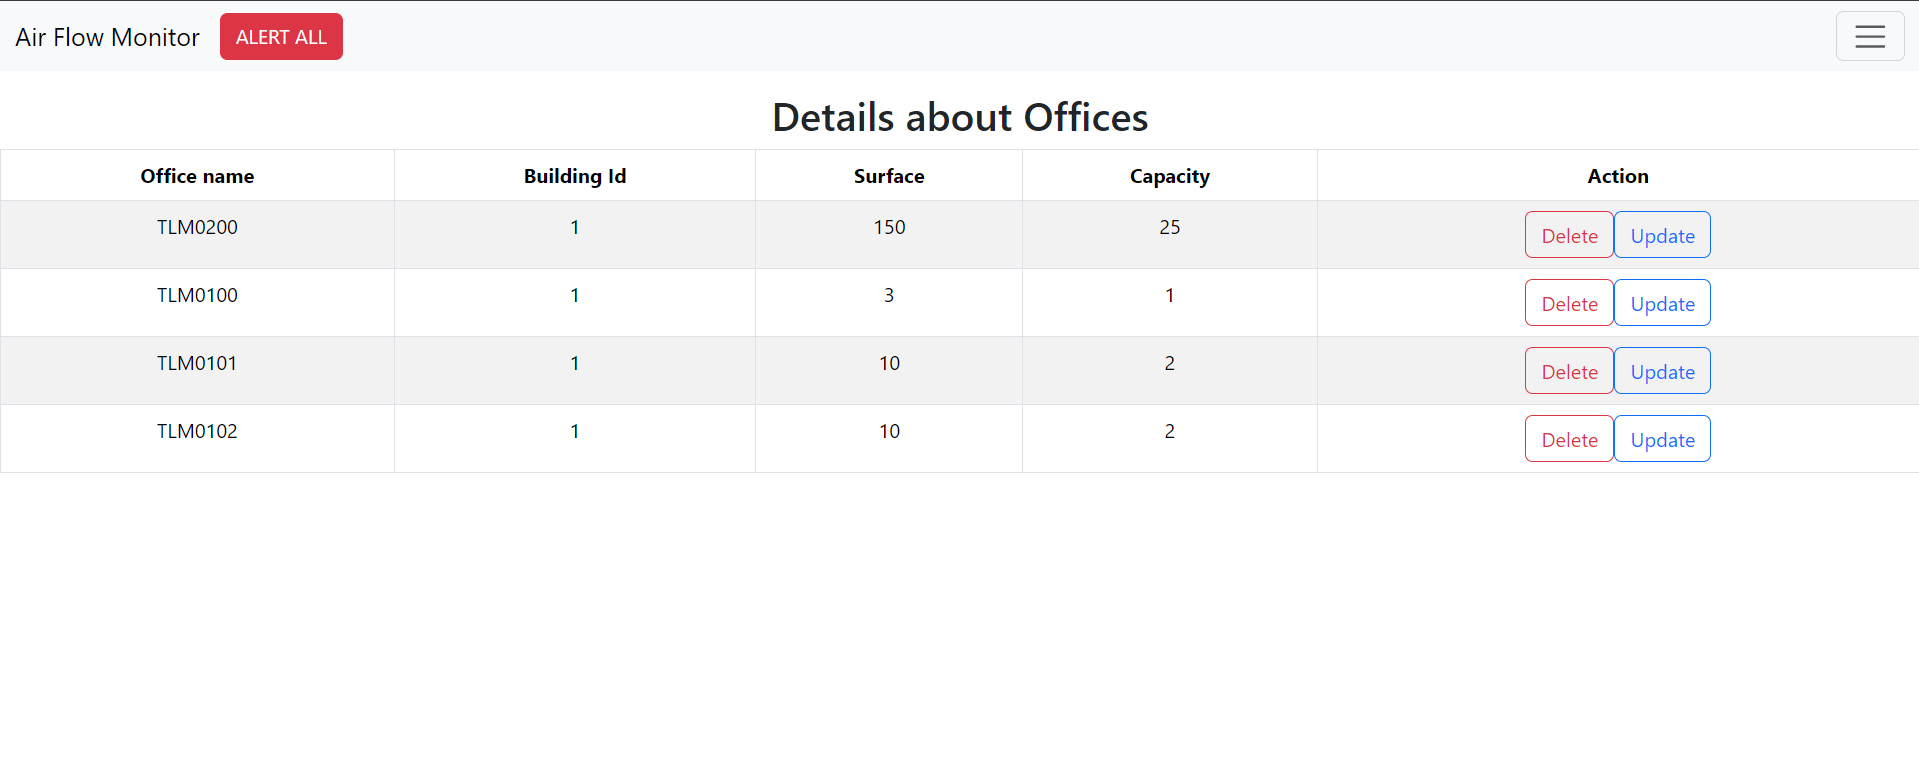 Air Flow Monitor ALERT ALL
Details about Offices
Office name Building Id Surface Capacity Action
TLM0200 1 150 25 Delete Update
TLM0100 1 3 1 Delete Update
TLM0101 1 10 2 Delete Update
TLM0102 1 10 2 Delete Update